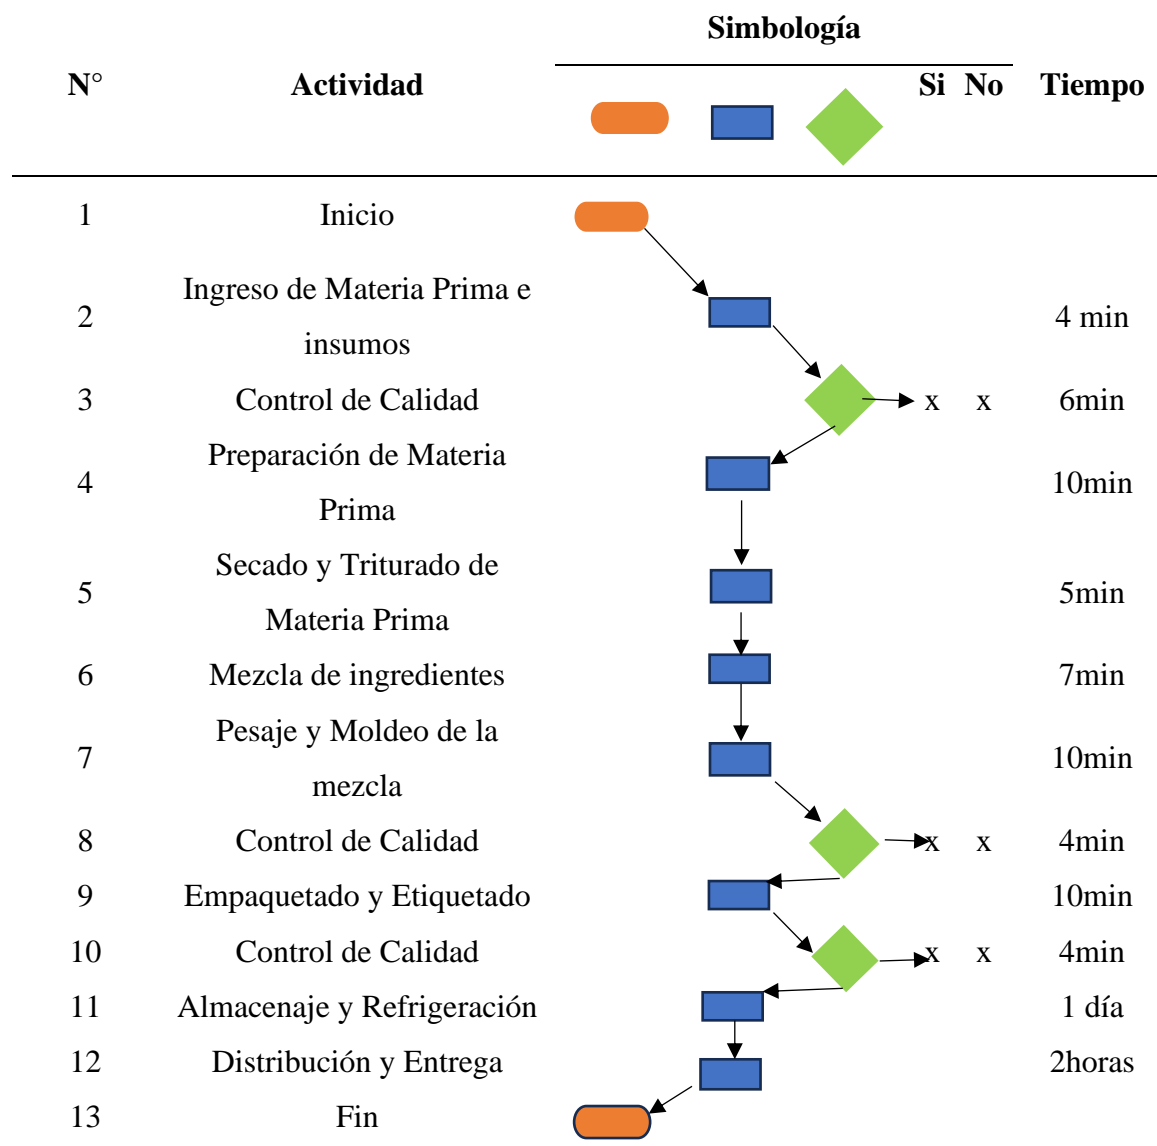 Simbología
N° Actividad Si No Tiempo
1 Inicio
Ingreso de Materia Prima e
2 4 min
insumos
3 Control de Calidad x x 6min
Preparación de Materia
4 10min
Prima
Secado y Triturado de
5 5min
Materia Prima
6 Mezcla de ingredientes 7min
Pesaje y Moldeo de la
7 10min
mezcla
8 Control de Calidad x x 4min
9 Empaquetado y Etiquetado 10min
10 Control de Calidad x x 4min
11 Almacenaje y Refrigeración 1 día
12 Distribución y Entrega 2horas
13 Fin